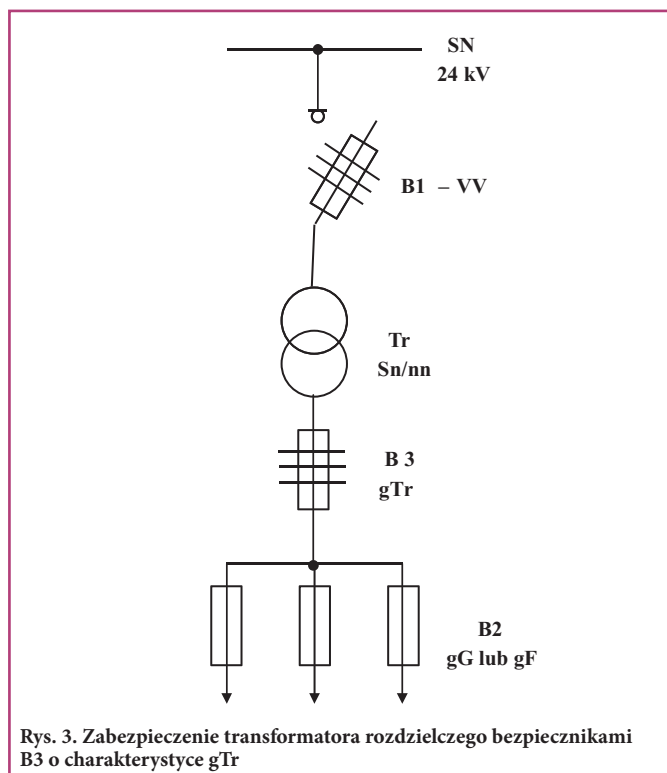 SN
24 kV
B1 – VV
Tr
Sn/nn
B 3
gTr
B2
gG lub gF
Rys. 3. Zabezpieczenie transformatora rozdzielczego bezpiecznikami
B3 o charakterystyce gTr